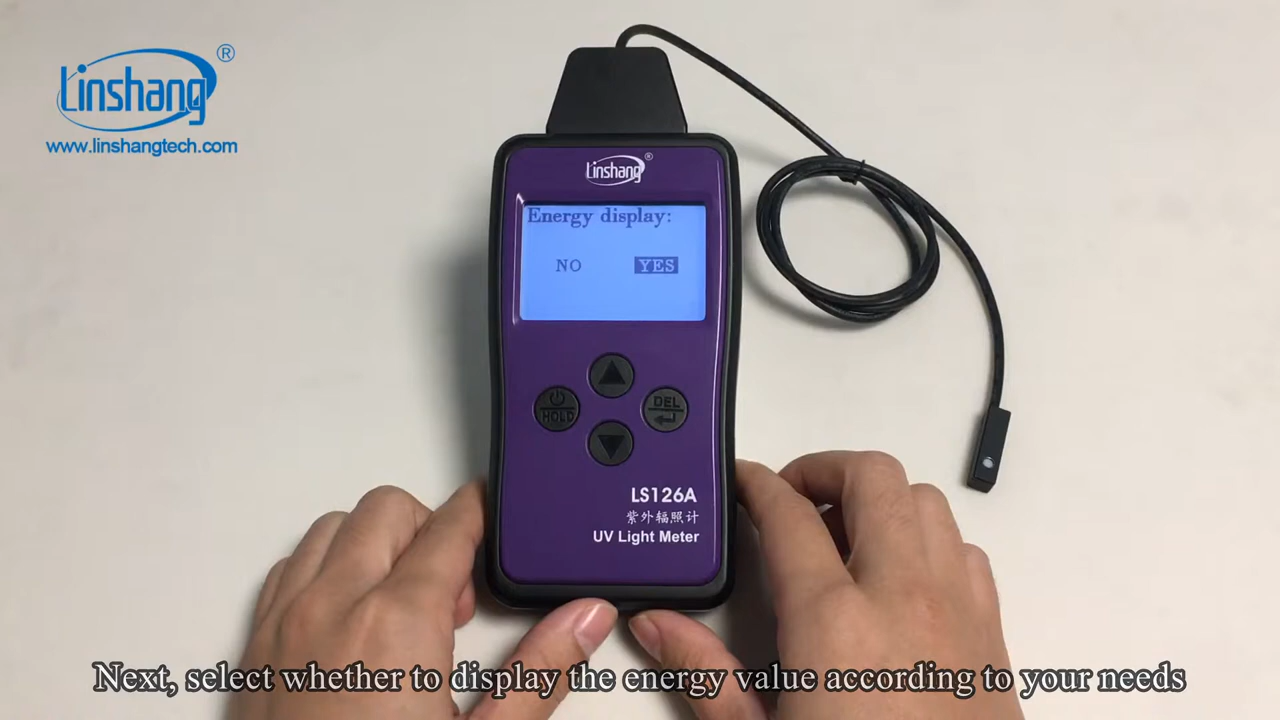 Linshang®
www.linshangtech.com
Linshang®
Energy display:
NO YES
HOLD
DEL
LS126A
紫外辐照计
UV Light Meter
Next, select whether to display the energy value according to your needs